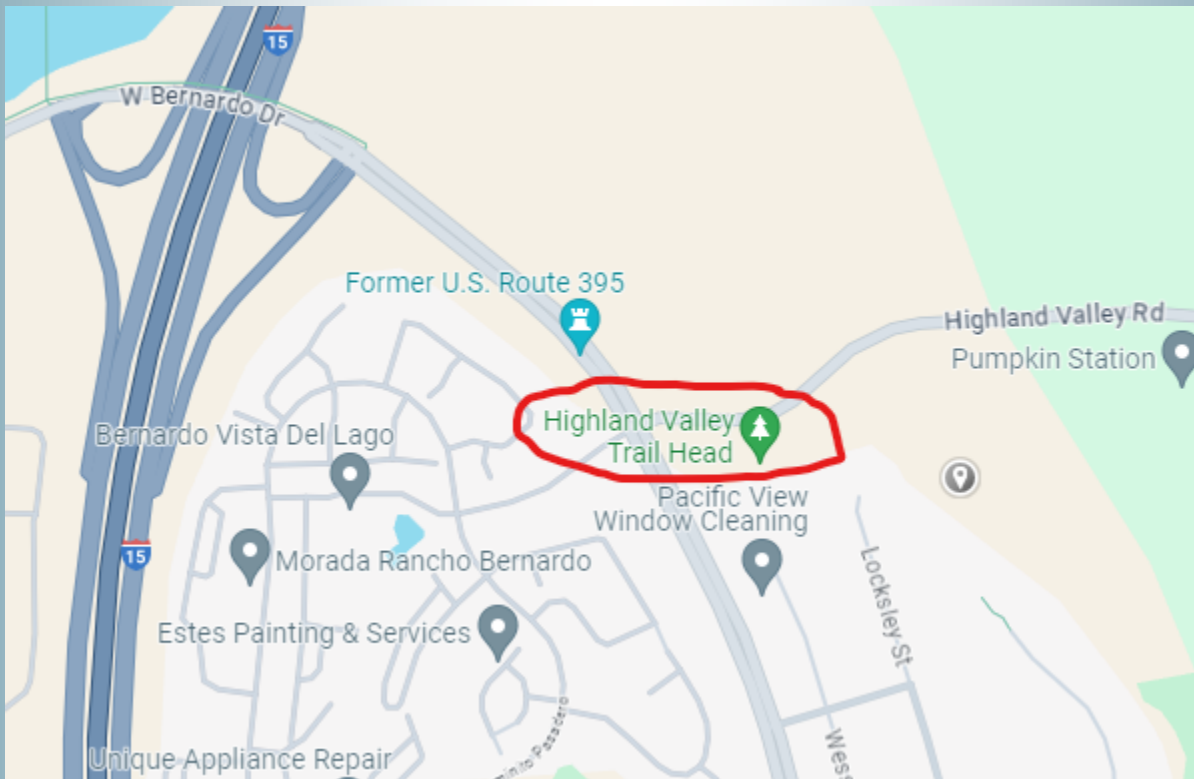 15
W Bernardo Dr
Former U.S. Route 395
Highland Valley Rd
Pumpkin Station
Highland Valley
Trail Head
Bernardo Vista Del Lago
Pacific View
Window Cleaning
15
Morada Rancho Bernardo
Locksley St
Estes Painting & Services
Unique Appliance Repair